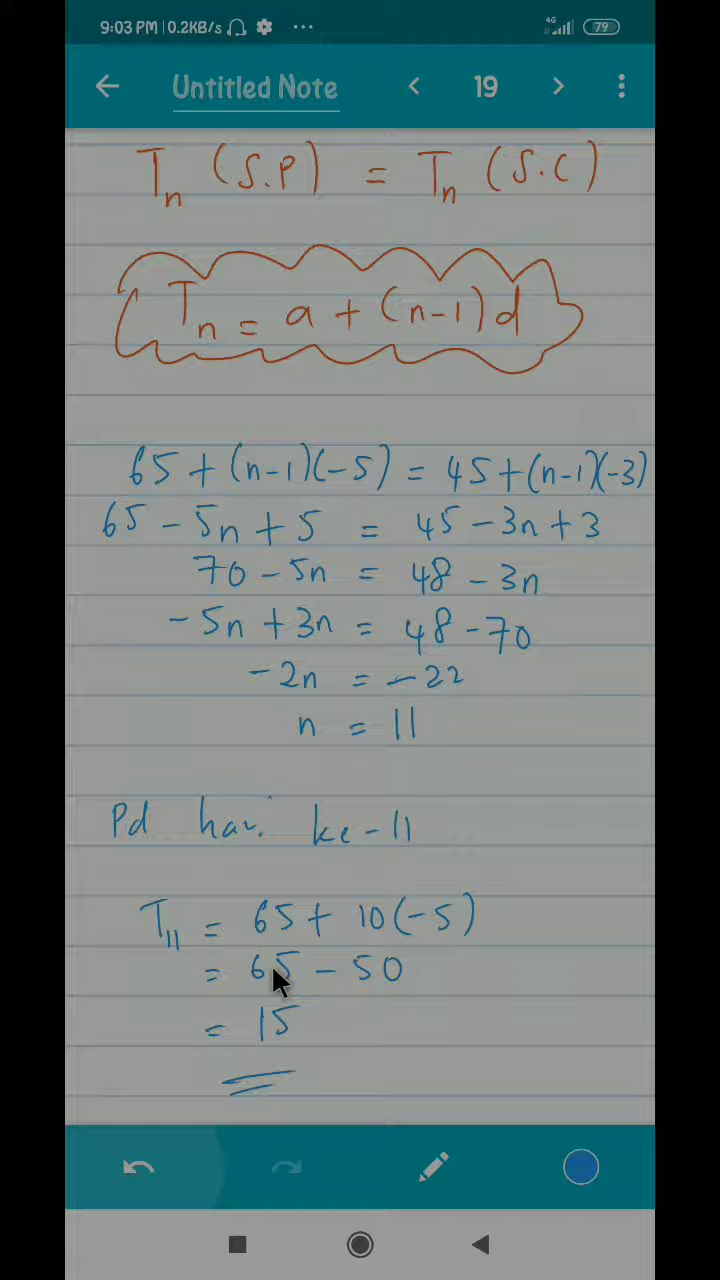 9:03 PM | 0.2KB/s ... 4G 79
Untitled Note < 19 >
Tn (S.P) = Tn (S.C)
Tn = a + (n-1)d
65 + (n-1)(-5) = 45 + (n-1)(-3)
65 - 5n + 5 = 45 - 3n + 3
70 - 5n = 48 - 3n
-5n + 3n = 48 - 70
-2n = -22
n = 11
Pd hari ke-11
T11 = 65 + 10(-5)
= 65 - 50
= 15